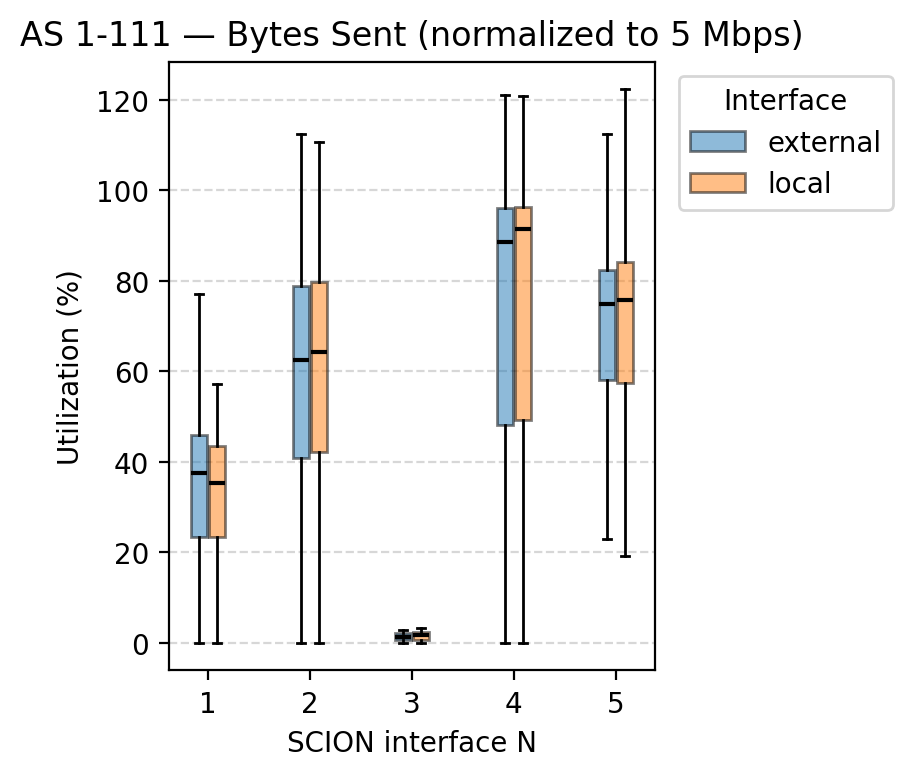 AS 1-111 — Bytes Sent (normalized to 5 Mbps)
Interface
external
local
Utilization (%)
120
100
80
60
40
20
0
1 2 3 4 5
SCION interface N